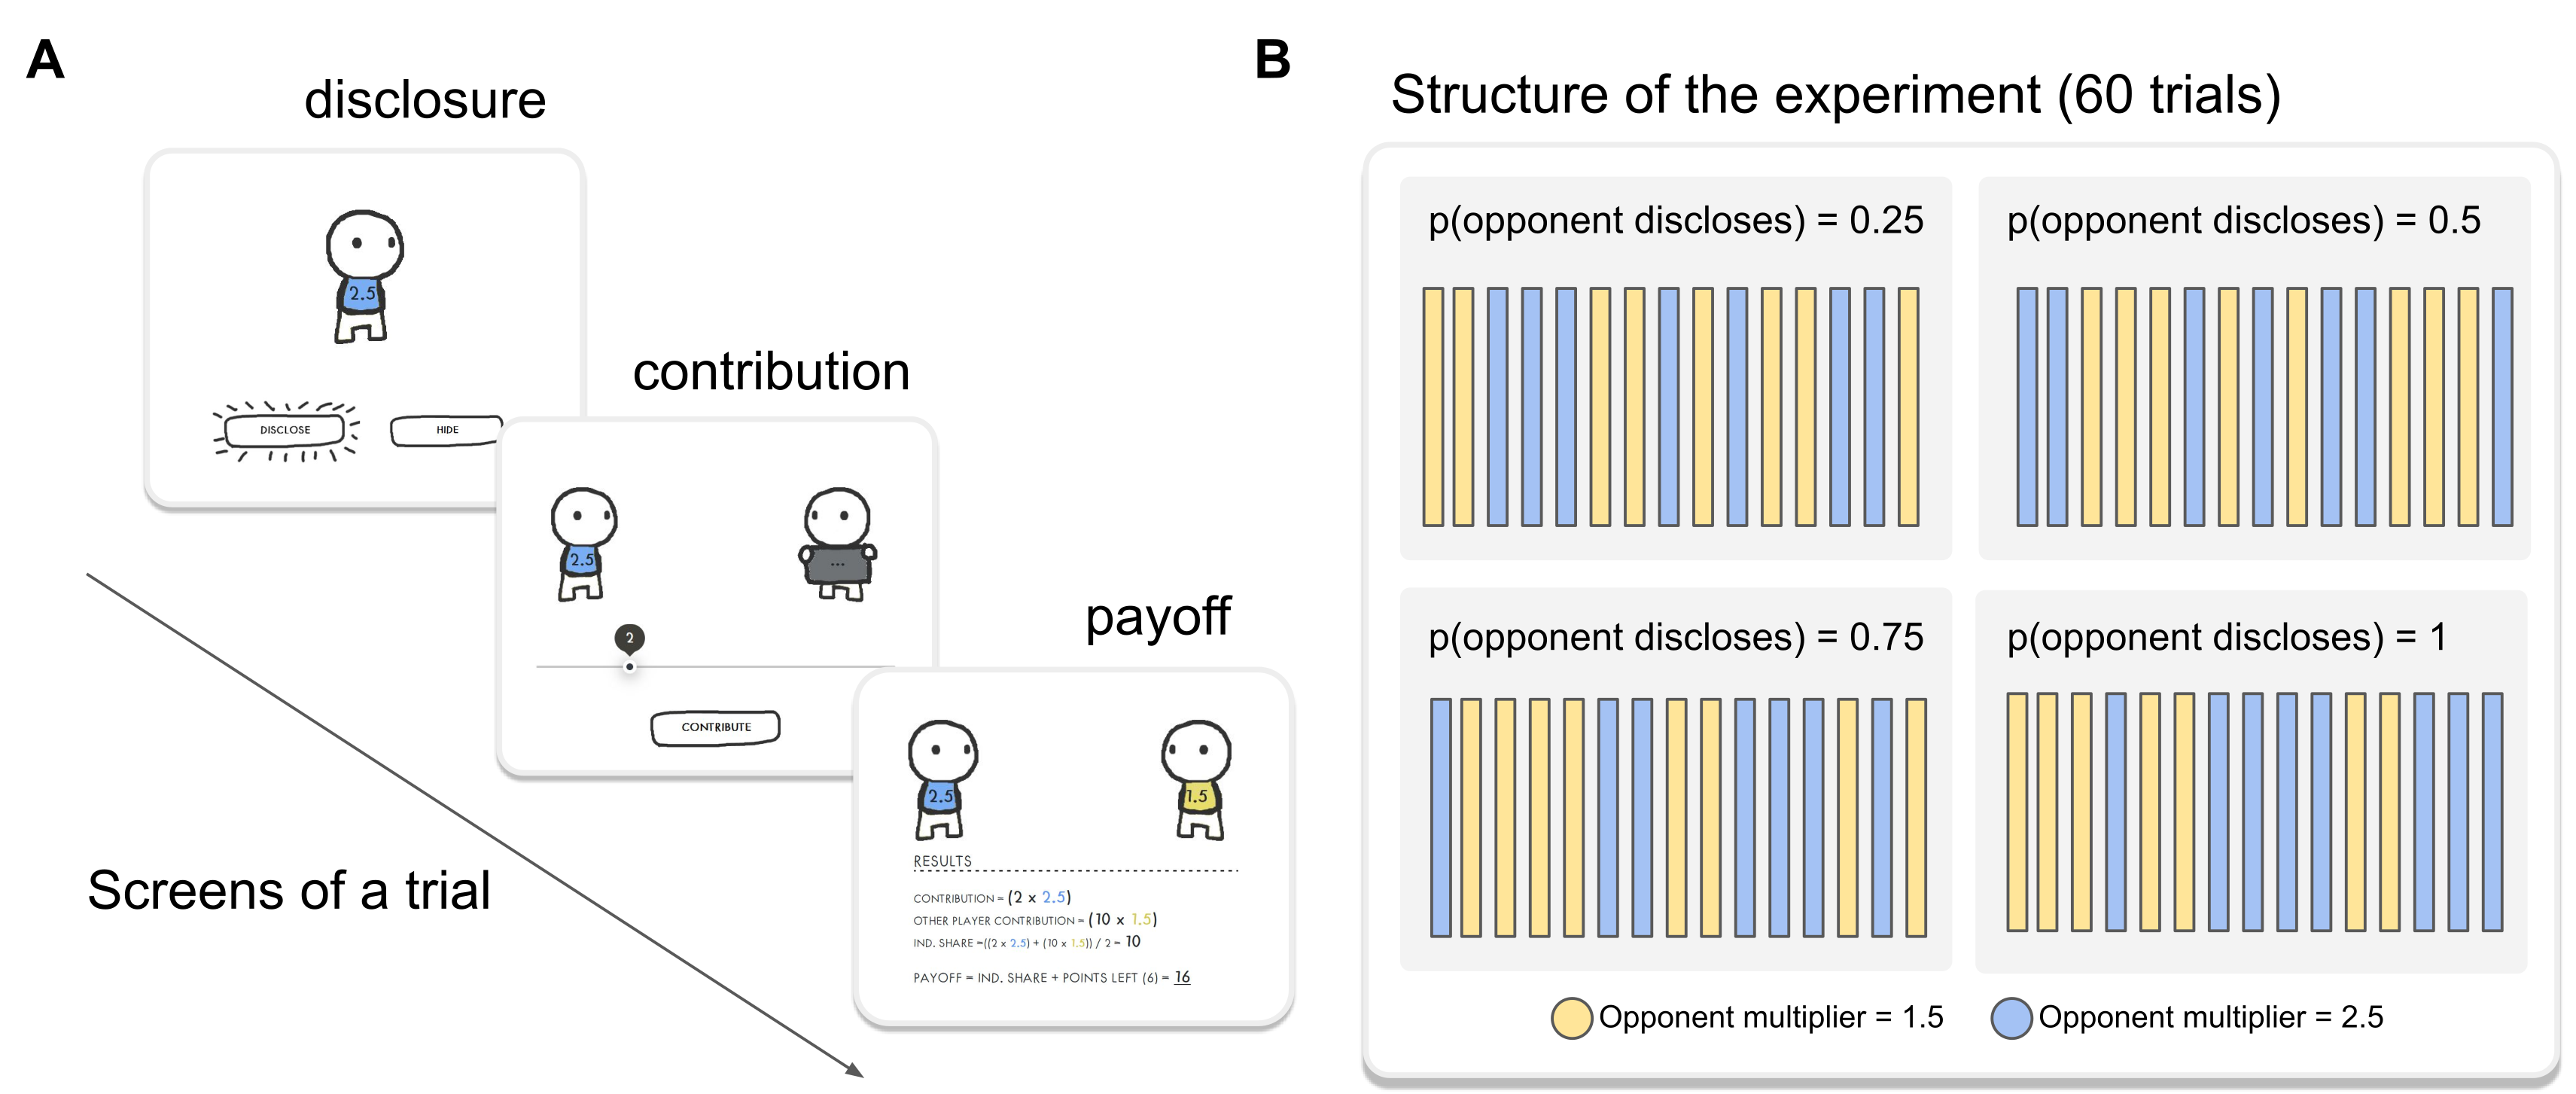 A
disclosure
2.5
DISCLOSE
HIDE
contribution
2.5
...
2
CONTRIBUTE
payoff
2.5
1.5
RESULTS
CONTRIBUTION = (2 x 2.5)
OTHER PLAYER CONTRIBUTION = (10 x 1.5)
IND. SHARE =((2 x 2.5) + (10 x 1.5)) / 2 = 10
PAYOFF = IND. SHARE + POINTS LEFT (6) = 16
Screens of a trial
B
Structure of the experiment (60 trials)
p(opponent discloses) = 0.25
p(opponent discloses) = 0.5
p(opponent discloses) = 0.75
p(opponent discloses) = 1
Opponent multiplier = 1.5
Opponent multiplier = 2.5